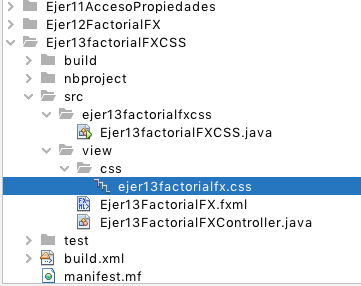 Ejer11AccesoPropiedades
Ejer12FactorialFX
Ejer13factorialFXCSS
build
nbproject
src
ejer13factorialfxcss
Ejer13factorialFXCSS.java
view
css
ejer13factorialfx.css
Ejer13FactorialFX.fxml
Ejer13FactorialFXController.java
test
build.xml
manifest.mf